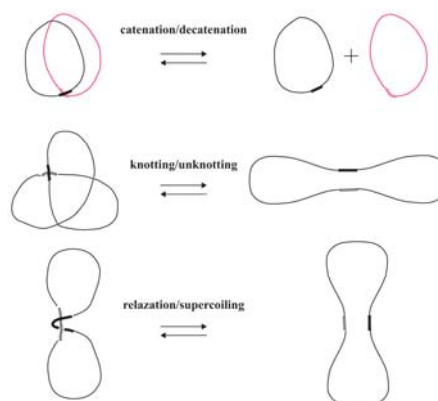 catenation/decatenation
+
knotting/unknotting
relazation/supercoiling